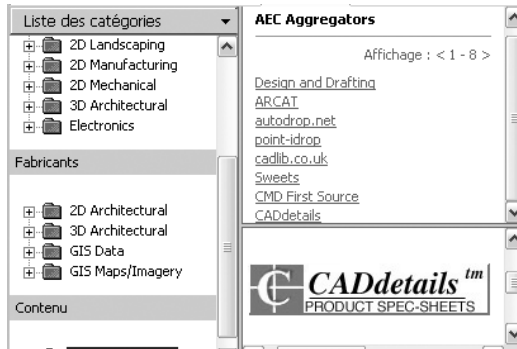 Liste des catégories
2D Landscaping
2D Manufacturing
2D Mechanical
3D Architectural
Electronics
Fabricants
2D Architectural
3D Architectural
GIS Data
GIS Maps/Imagery
Contenu
AEC Aggregators
Affichage : < 1 - 8 >
Design and Drafting
ARCAT
autodrop.net
point-idrop
cadlib.co.uk
Sweets
CMD First Source
CADdetails
CADdetails tm
PRODUCT SPEC-SHEETS